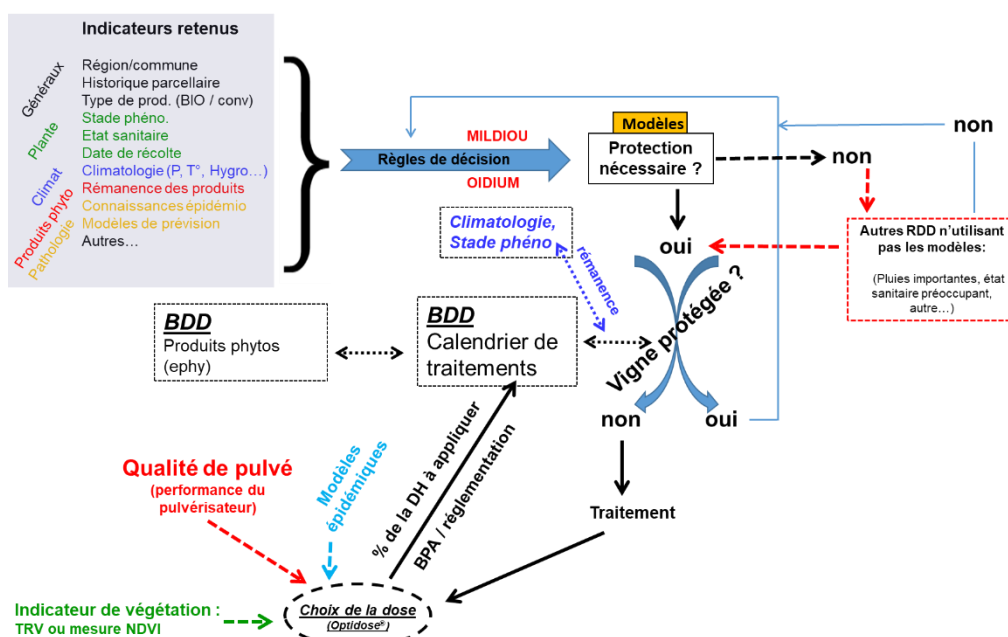 Indicateurs retenus
Généraux
Région/commune
Historique parcellaire
Type de prod. (BIO / conv)
Plante
Stade phéno.
Etat sanitaire
Date de récolte
Climat
Climatologie (P, T°, Hygro…)
Produits phyto
Rémanence des produits
Pathologie
Connaissances épidémio
Modèles de prévision
Autres…
MILDIOU
Règles de décision
OIDIUM
Modèles
Protection
nécessaire ?
non
non
oui
Autres RDD n’utilisant
pas les modèles:
(Pluies importantes, état
sanitaire préoccupant,
autre…)
Climatologie,
Stade phéno
rémanence
Vigne protégée ?
BDD
Produits phytos
(ephy)
BDD
Calendrier de
traitements
non
oui
Traitement
% de la DH à appliquer
BPA / réglementation
Qualité de pulvé
(performance du
pulvérisateur)
Modèles
épidémiques
Indicateur de végétation :
TRV ou mesure NDVI
Choix de la dose
(Optidose®)